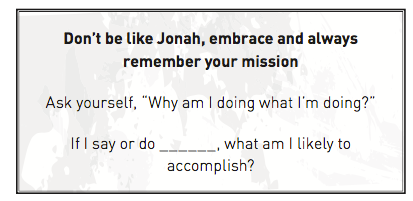 Don't be like Jonah, embrace and always
remember your mission
Ask yourself, "Why am I doing what I'm doing?"
If I say or do ______, what am I likely to
accomplish?